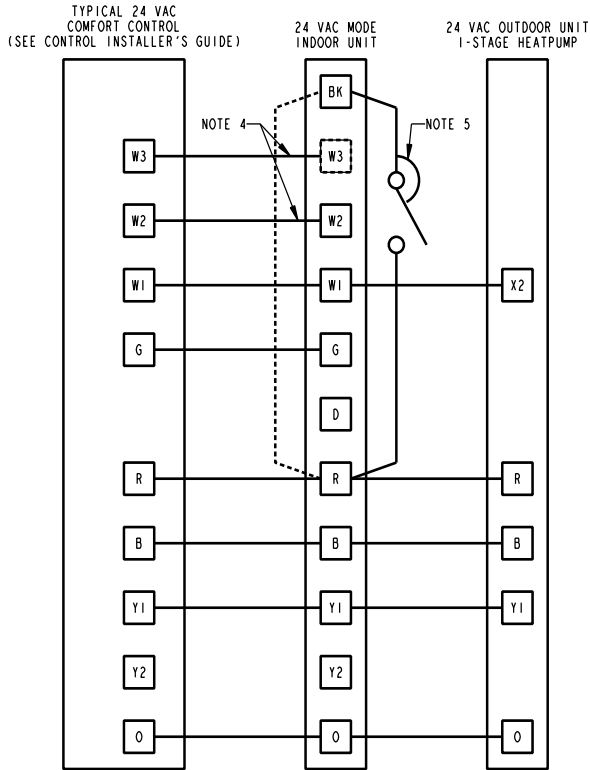 TYPICAL 24 VAC
COMFORT CONTROL
(SEE CONTROL INSTALLER'S GUIDE)
24 VAC MODE
INDOOR UNIT
24 VAC OUTDOOR UNIT
1-STAGE HEATPUMP
BK
NOTE 4
NOTE 5
W3 W3
W2 W2
W1 W1 X2
G G
D
R R R
B B B
Y1 Y1 Y1
Y2 Y2
O O O